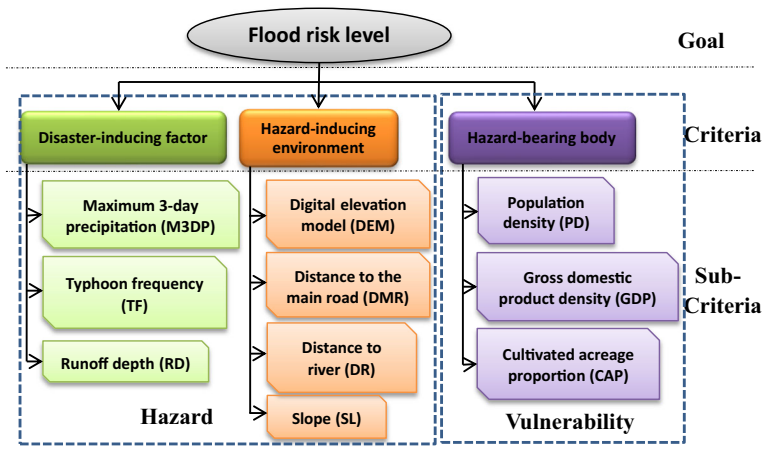 Flood risk level
Goal
Disaster-inducing factor
Hazard-inducing
environment
Hazard-bearing body
Criteria
Maximum 3-day
precipitation (M3DP)
Typhoon frequency
(TF)
Runoff depth (RD)
Digital elevation
model (DEM)
Distance to the
main road (DMR)
Distance to
river (DR)
Slope (SL)
Population
density (PD)
Gross domestic
product density (GDP)
Cultivated acreage
proportion (CAP)
Sub-
Criteria
Hazard
Vulnerability